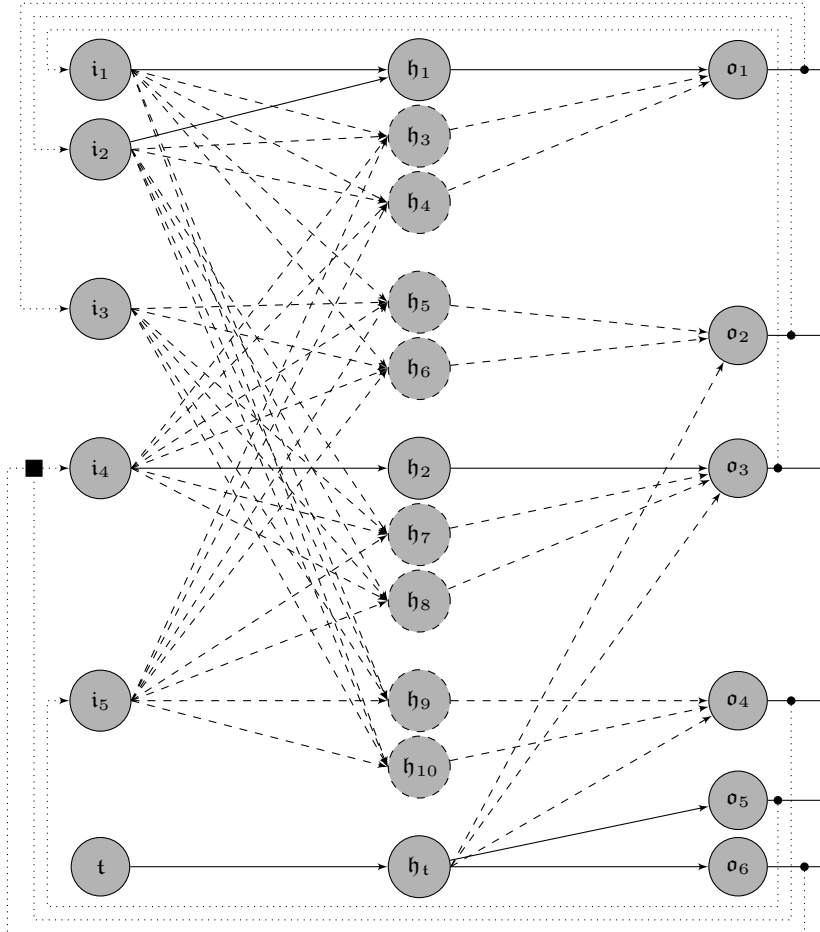 𝔦₁ 𝔥₁ 𝔬₁
𝔥₃
𝔦₂
𝔥₄
𝔦₃ 𝔥₅
𝔬₂
𝔥₆
𝔦₄ 𝔥₂ 𝔬₃
𝔥₇
𝔥₈
𝔦₅ 𝔥₉ 𝔬₄
𝔥₁₀
𝔬₅
𝔱 𝔥ₜ 𝔬₆